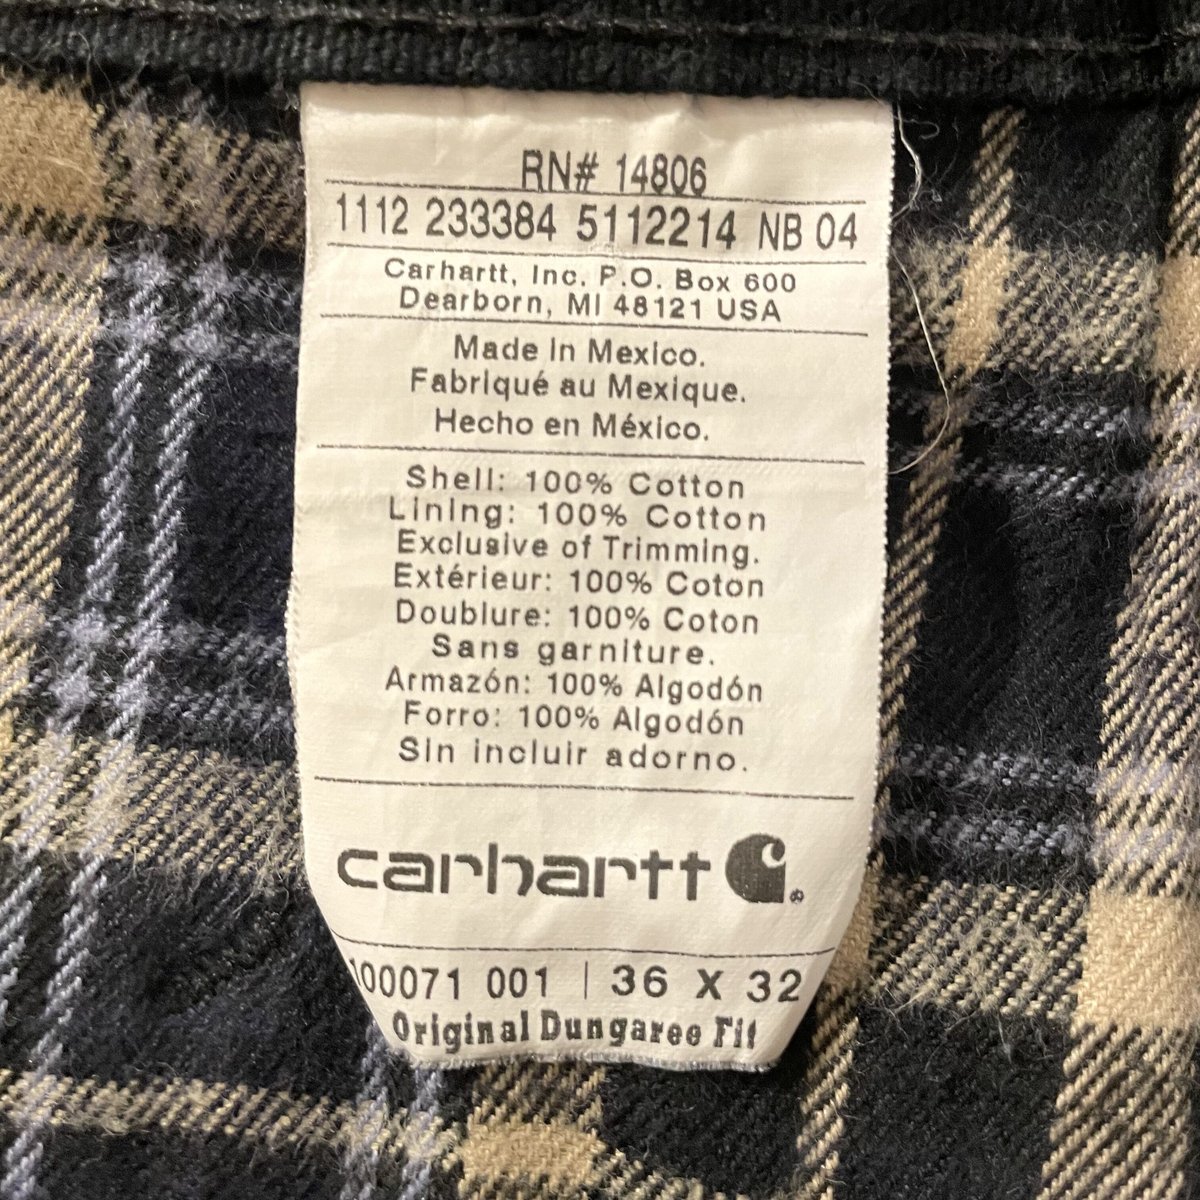 RN# 14806
1112 233384 5112214 NB 04
Carhartt, Inc. P.O. Box 600
Dearborn, MI 48121 USA
Made in Mexico.
Fabriqué au Mexique.
Hecho en México.
Shell: 100% Cotton
Lining: 100% Cotton
Exclusive of Trimming.
Extérieur: 100% Coton
Doublure: 100% Coton
Sans garniture.
Armazón: 100% Algodón
Forro: 100% Algodón
Sin incluir adorno.
carhartt ®
100071 001 | 36 X 32
Original Dungaree Fit